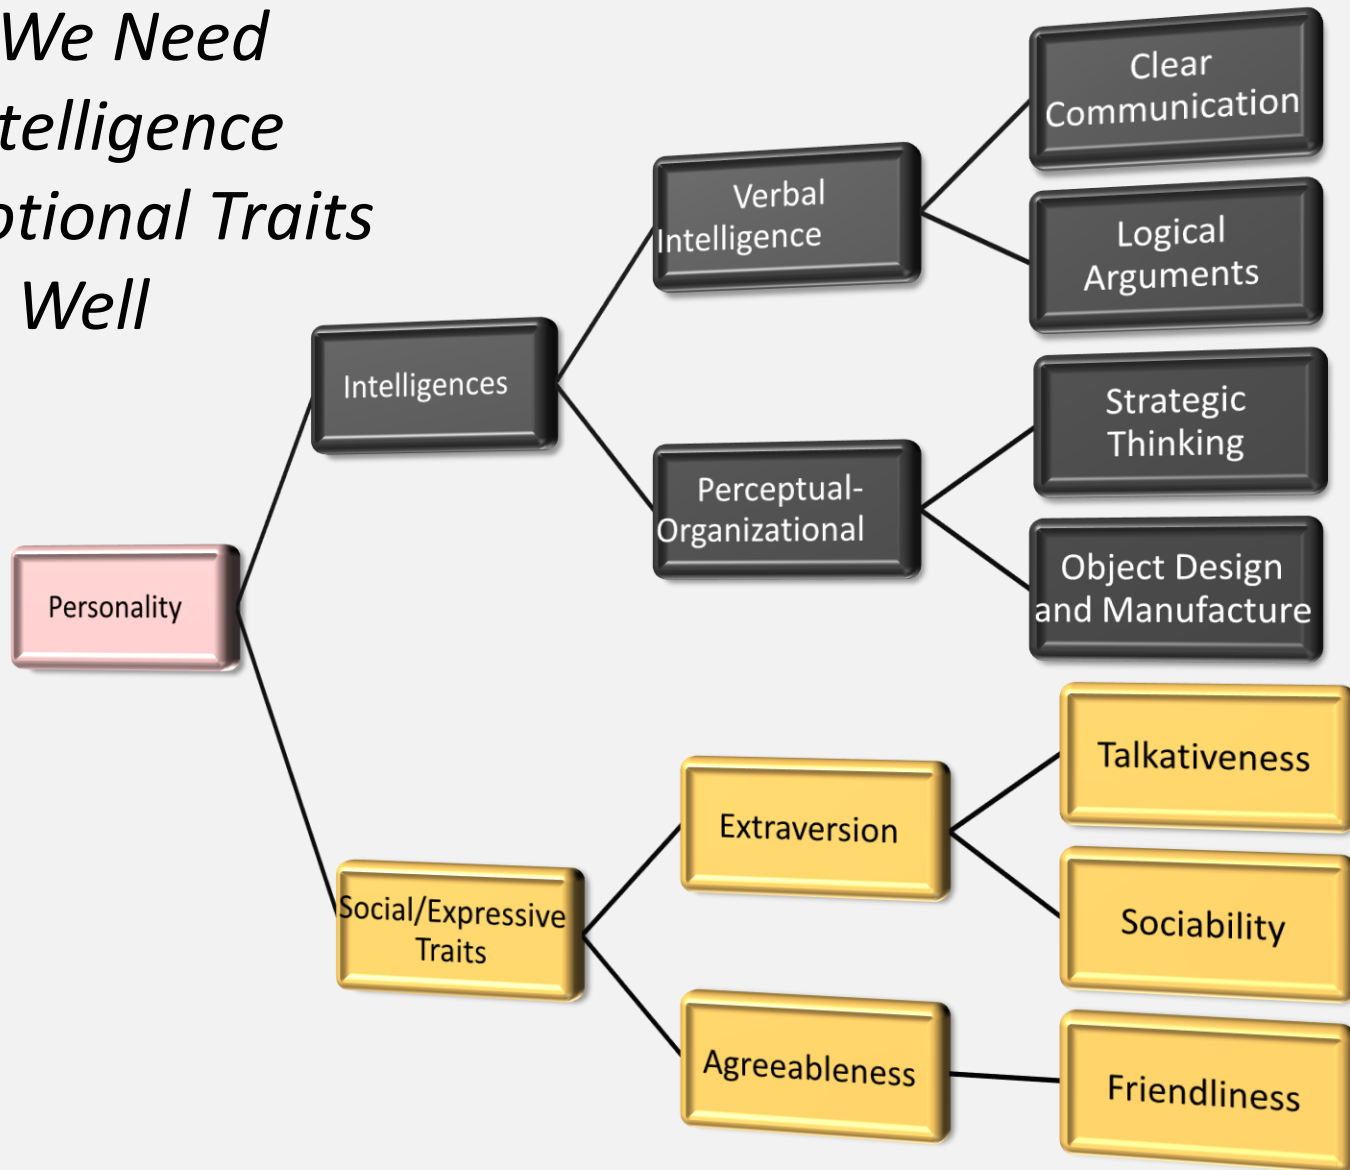 We Need
telligence
otional Traits
Well
Clear
Communication
Verbal
Intelligence
Logical
Arguments
Intelligences
Strategic
Thinking
Perceptual-
Organizational
Object Design
and Manufacture
Personality
Talkativeness
Extraversion
Social/Expressive
Traits
Sociability
Agreeableness
Friendliness